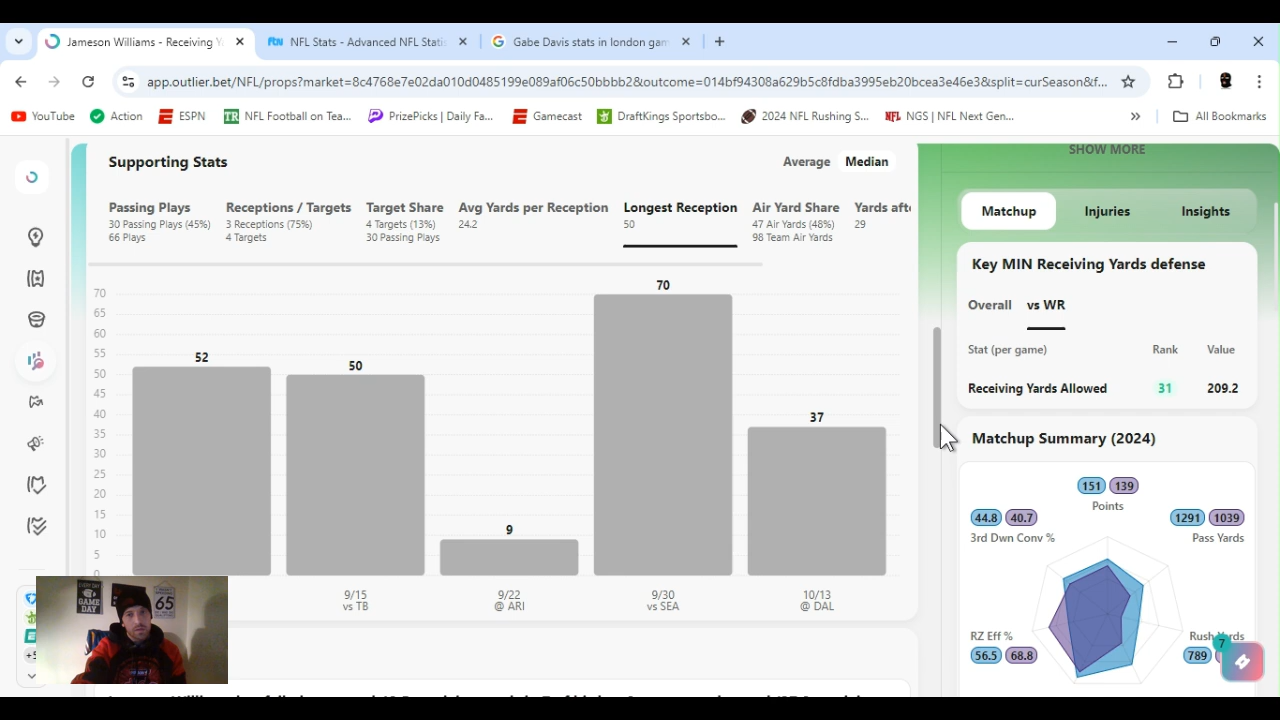 Jameson Williams - Receiving Y
NFL Stats - Advanced NFL Stati
Gabe Davis stats in london gam
app.outlier.bet/NFL/props?market=8c4768e7e02da010d0485199e089af06c50bbbb2&outcome=014bf94308a629b5c8fdba3995eb20bcea3e46e3&split=curSeason&f...
YouTube Action ESPN NFL Football on Tea... PrizePicks | Daily Fa... Gamecast DraftKings Sportsbo... 2024 NFL Rushing S... NGS | NFL Next Gen... » All Bookmarks
Supporting Stats
Average Median
Passing Plays Receptions / Targets Target Share Avg Yards per Reception Longest Reception Air Yard Share Yards afte
30 Passing Plays (45%) 3 Receptions (75%) 4 Targets (13%) 24.2 50 47 Air Yards (48%) 29
66 Plays 4 Targets 30 Passing Plays 98 Team Air Yards
70
65
60
55
50
45
40
35
30
25
20
15
10
5
0
52
50
9
70
37
9/15
vs TB
9/22
@ ARI
9/30
vs SEA
10/13
@ DAL
SHOW MORE
Matchup Injuries Insights
Key MIN Receiving Yards defense
Overall vs WR
Stat (per game) Rank Value
Receiving Yards Allowed 31 209.2
Matchup Summary (2024)
151 139
Points
44.8 40.7
3rd Dwn Conv %
1291 1039
Pass Yards
RZ Eff %
56.5 68.8
Rush Yards
789
7
EVERY DAY
GAME
DAY
65